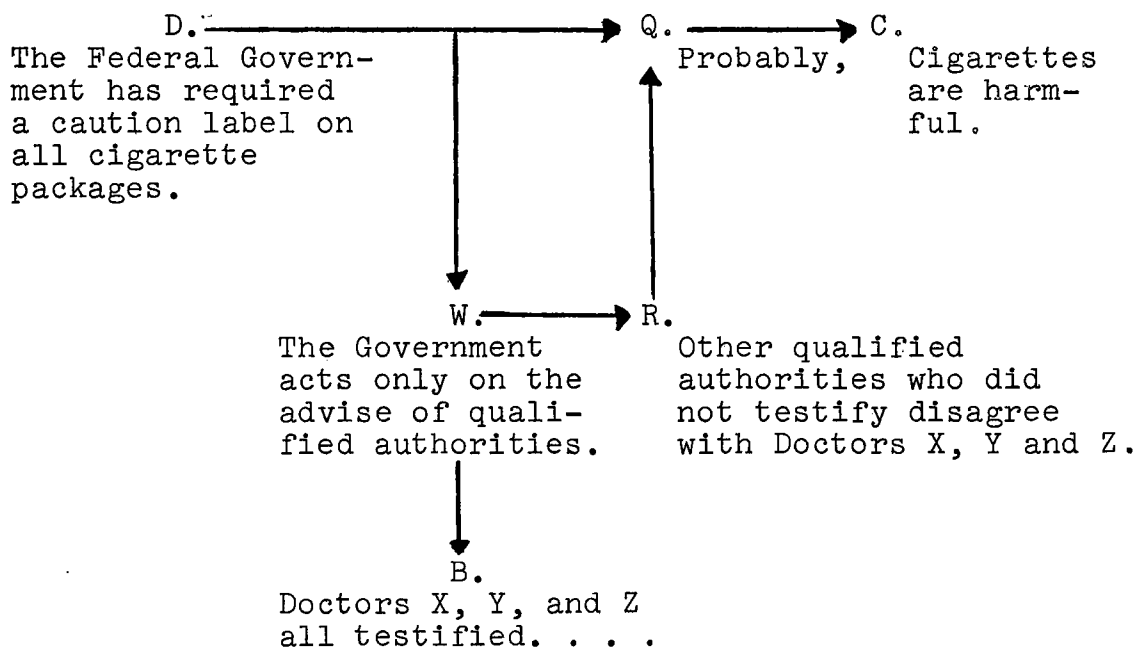 D. Q. C.
The Federal Govern-
ment has required
a caution label on
all cigarette
packages.
Probably,
Cigarettes
are harm-
ful.
W. R.
The Government
acts only on the
advise of quali-
fied authorities.
Other qualified
authorities who did
not testify disagree
with Doctors X, Y and Z.
B.
Doctors X, Y, and Z
all testified. . . .